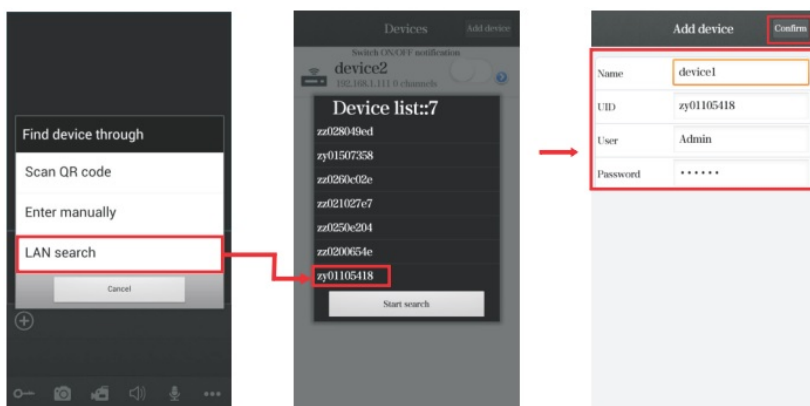 Find device through
Scan QR code
Enter manually
LAN search
Cancel
Devices
Add device
Switch ON/OFF notification
device2
192.168.1.111 0 channels
Device list::7
zz028049ed
zy01507358
zz0260c02e
zz021027e7
zz0250e204
zz0200654e
zy01105418
Start search
Add device
Confirm
Name
device1
UID
zy01105418
User
Admin
Password
••••••